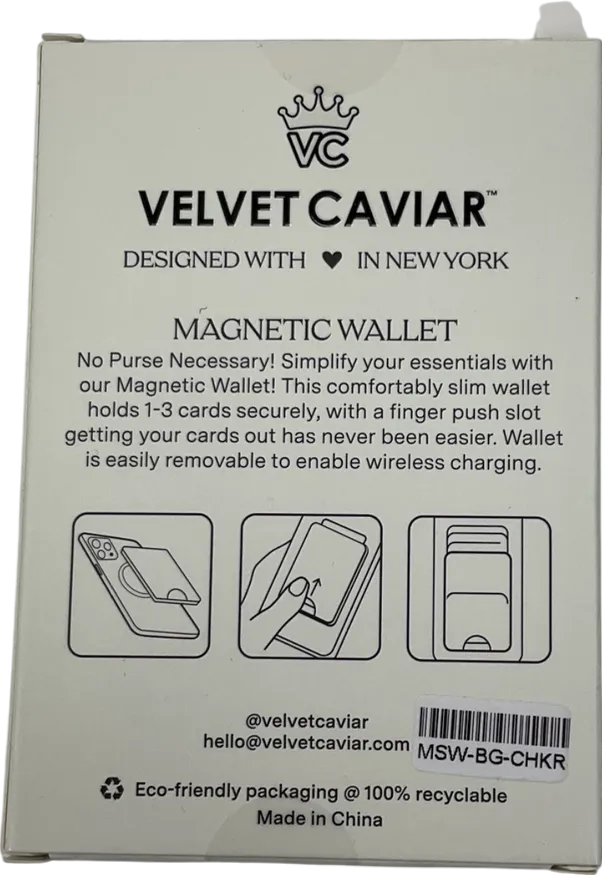 VC
VELVET CAVIAR™
DESIGNED WITH ♥ IN NEW YORK
MAGNETIC WALLET
No Purse Necessary! Simplify your essentials with
our Magnetic Wallet! This comfortably slim wallet
holds 1-3 cards securely, with a finger push slot
getting your cards out has never been easier. Wallet
is easily removable to enable wireless charging.
@velvetcaviar
hello@velvetcaviar.com
MSW-BG-CHKR
Eco-friendly packaging @ 100% recyclable
Made in China